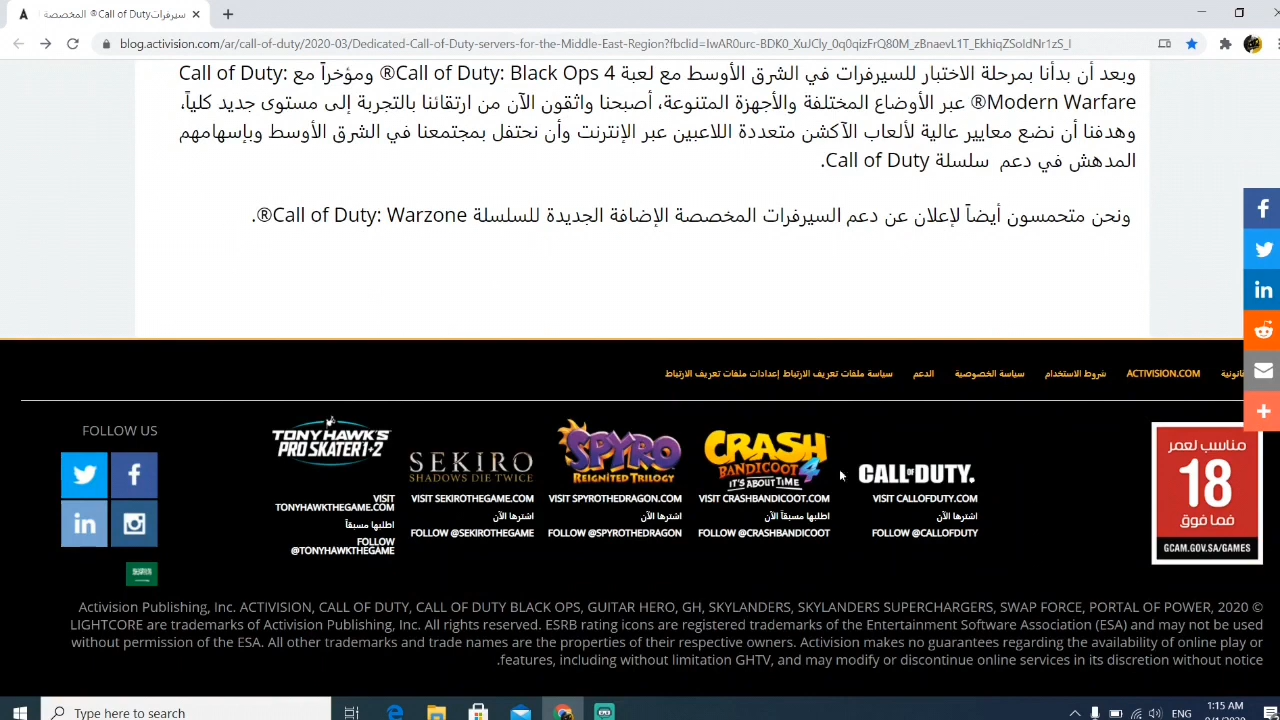 سيرفرات Call of Duty® المخصصة
blog.activision.com/ar/call-of-duty/2020-03/Dedicated-Call-of-Duty-servers-for-the-Middle-East-Region?fbclid=IwAR0urc-BDK0_XuJCly_0q0qizFrQ80M_zBnaevL1T_EkhiqZSoIdNr1zS_I
وبعد أن بدأنا بمرحلة الاختبار للسيرفرات في الشرق الأوسط مع لعبة Call of Duty: Black Ops 4® ومؤخراً مع Call of Duty:
Modern Warfare® عبر الأوضاع المختلفة والأجهزة المتنوعة، أصبحنا واثقون الآن من ارتقائنا بالتجربة إلى مستوى جديد كلياً،
وهدفنا أن نضع معايير عالية لألعاب الآكشن متعددة اللاعبين عبر الإنترنت وأن نحتفل بمجتمعنا في الشرق الأوسط وبإسهامهم
المدهش في دعم سلسلة Call of Duty.
ونحن متحمسون أيضاً لإعلان عن دعم السيرفرات المخصصة الإضافة الجديدة للسلسلة Call of Duty: Warzone®.
ACTIVISION.COM شروط الاستخدام سياسة الخصوصية الدعم سياسة ملفات تعريف الارتباط إعدادات ملفات تعريف الارتباط
FOLLOW US
TONY HAWK'S
PRO SKATER 1+2
VISIT
TONYHAWKTHEGAME.COM
اطلبها مسبقاً
FOLLOW
@TONYHAWKTHEGAME
SEKIRO
SHADOWS DIE TWICE
VISIT SEKIROTHEGAME.COM
اشترها الآن
FOLLOW @SEKIROTHEGAME
SPYRO
REIGNITED TRILOGY
VISIT SPYROTHEDRAGON.COM
اشترها الآن
FOLLOW @SPYROTHEDRAGON
CRASH
BANDICOOT 4
IT'S ABOUT TIME
VISIT CRASHBANDICOOT.COM
اطلبها مسبقاً الآن
FOLLOW @CRASHBANDICOOT
CALL OF DUTY.
VISIT CALLOFDUTY.COM
اشترها الآن
FOLLOW @CALLOFDUTY
مناسب لعمر
18
فما فوق
GCAM.GOV.SA/GAMES
Activision Publishing, Inc. ACTIVISION, CALL OF DUTY, CALL OF DUTY BLACK OPS, GUITAR HERO, GH, SKYLANDERS, SKYLANDERS SUPERCHARGERS, SWAP FORCE, PORTAL OF POWER, 2020 ©
LIGHTCORE are trademarks of Activision Publishing, Inc. All rights reserved. ESRB rating icons are registered trademarks of the Entertainment Software Association (ESA) and may not be used
without permission of the ESA. All other trademarks and trade names are the properties of their respective owners. Activision makes no guarantees regarding the availability of online play or
.features, including without limitation GHTV, and may modify or discontinue online services in its discretion without notice
Type here to search
ENG
1:15 AM